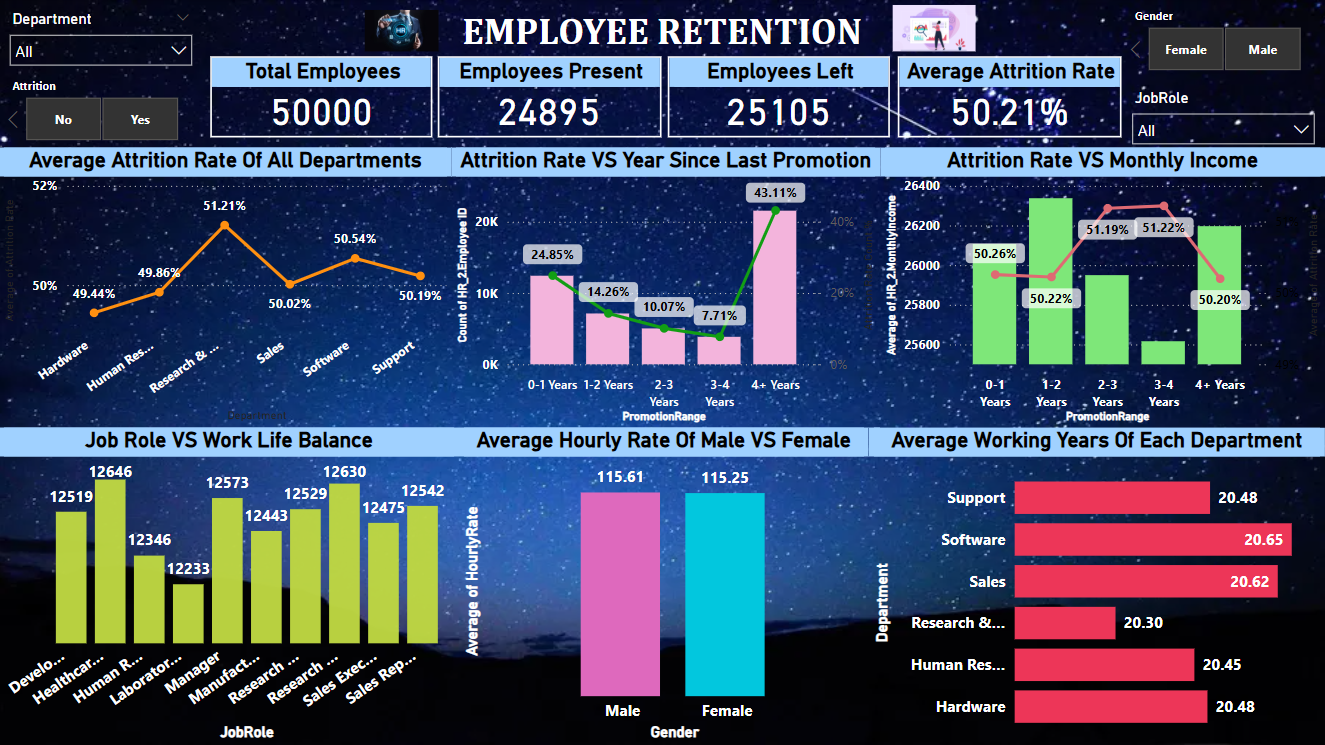 Department
All
Attrition
No
Yes
EMPLOYEE RETENTION
Gender
Female
Male
JobRole
All
Total Employees
50000
Employees Present
24895
Employees Left
25105
Average Attrition Rate
50.21%
Average Attrition Rate Of All Departments
52%
50%
49.44%
49.86%
51.21%
50.02%
50.54%
50.19%
Average of Attrition Rate
Hardware
Human Res...
Research & ...
Sales
Software
Support
Department
Attrition Rate VS Year Since Last Promotion
Count of HR_2.Employee ID
20K
10K
0K
40%
20%
0%
24.85%
14.26%
10.07%
7.71%
43.11%
0-1 Years
1-2 Years
2-3
Years
3-4
Years
4+ Years
PromotionRange
Attrition Rate VS Monthly Income
Average of HR_2.MonthlyIncome
26400
26200
26000
25800
25600
50.26%
50.22%
51.19%
51.22%
50.20%
0-1
Years
1-2
Years
2-3
Years
3-4
Years
4+ Years
PromotionRange
Job Role VS Work Life Balance
12519
12646
12346
12233
12573
12443
12529
12630
12475
12542
Develo...
Healthcar...
Human R...
Laborator...
Manager
Manufact...
Research ...
Research ...
Sales Exec...
Sales Rep...
JobRole
Average Hourly Rate Of Male VS Female
Average of HourlyRate
115.61
115.25
Male
Female
Gender
Average Working Years Of Each Department
Department
Support
20.48
Software
20.65
Sales
20.62
Research &...
20.30
Human Res...
20.45
Hardware
20.48